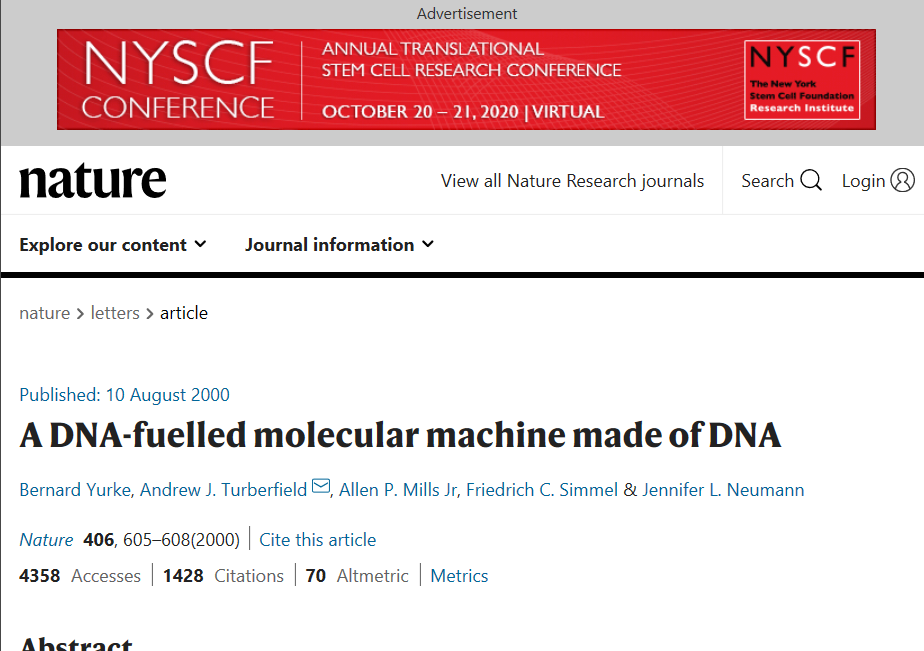 Advertisement
NYSCF
CONFERENCE
ANNUAL TRANSLATIONAL
STEM CELL RESEARCH CONFERENCE
OCTOBER 20 – 21, 2020 | VIRTUAL
NYSCF
The New York
Stem Cell Foundation
Research Institute
nature
View all Nature Research journals
Search
Login
Explore our content
Journal information
nature > letters > article
Published: 10 August 2000
A DNA-fuelled molecular machine made of DNA
Bernard Yurke, Andrew J. Turberfield, Allen P. Mills Jr, Friedrich C. Simmel & Jennifer L. Neumann
Nature 406, 605–608(2000) | Cite this article
4358 Accesses | 1428 Citations | 70 Altmetric | Metrics
Abstract